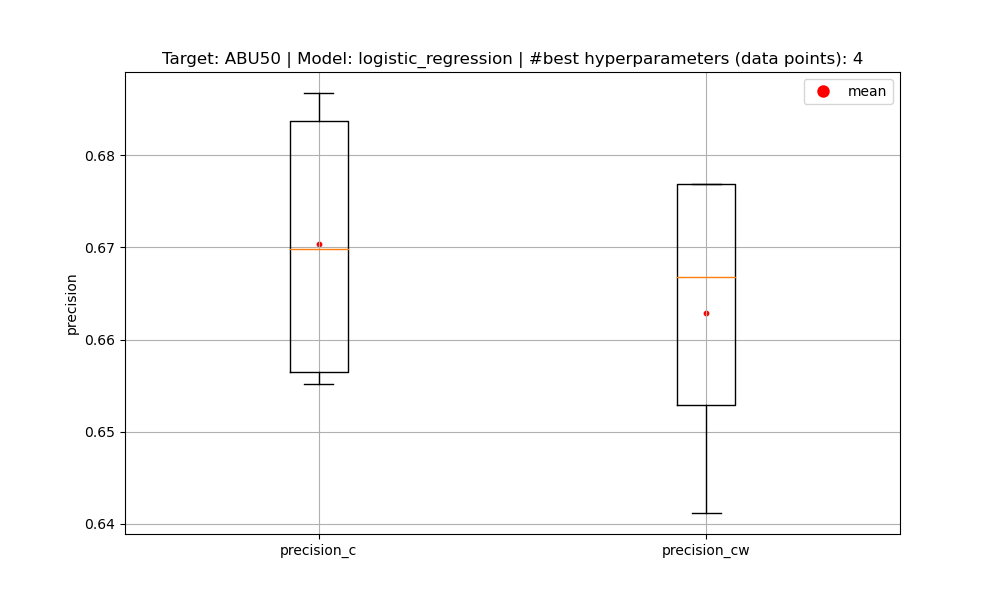 Target: ABU50 | Model: logistic_regression | #best hyperparameters (data points): 4
mean
0.68
0.67
0.66
0.65
0.64
precision
precision_c
precision_cw